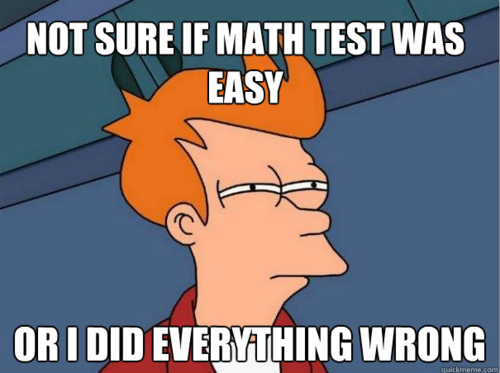 NOT SURE IF MATH TEST WAS
EASY
OR I DID EVERYTHING WRONG
quickmeme.com